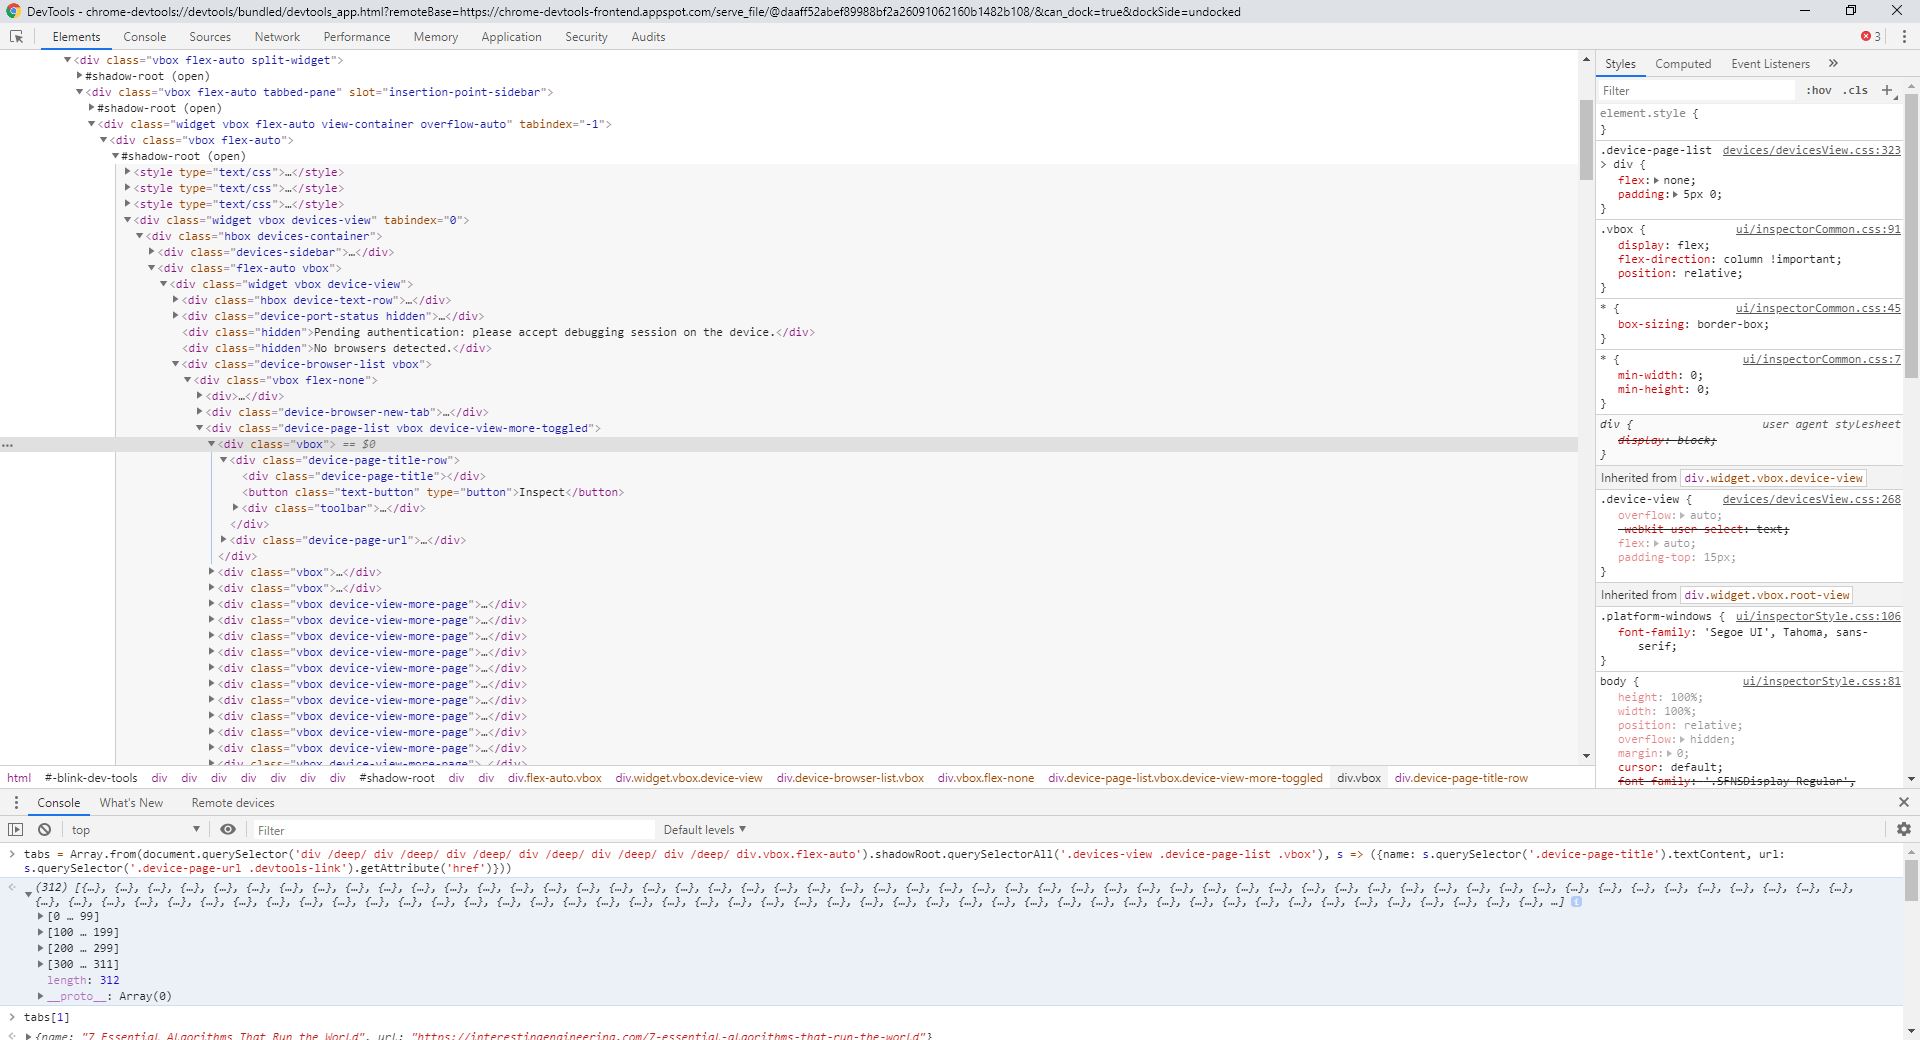 DevTools - chrome-devtools://devtools/bundled/devtools_app.html?remoteBase=https://chrome-devtools-frontend.appspot.com/serve_file/@daaff52abef89988bf2a26091062160b1482b108/&can_dock=true&dockSide=undocked
Elements Console Sources Network Performance Memory Application Security Audits 3
<div class="vbox flex-auto split-widget">
#shadow-root (open)
<div class="vbox flex-auto tabbed-pane" slot="insertion-point-sidebar">
#shadow-root (open)
<div class="widget vbox flex-auto view-container overflow-auto" tabindex="-1">
<div class="vbox flex-auto">
#shadow-root (open)
<style type="text/css">…</style>
<style type="text/css">…</style>
<style type="text/css">…</style>
<div class="widget vbox devices-view" tabindex="0">
<div class="hbox devices-container">
<div class="devices-sidebar">…</div>
<div class="flex-auto vbox">
<div class="widget vbox device-view">
<div class="hbox device-text-row">…</div>
<div class="device-port-status hidden">…</div>
<div class="hidden">Pending authentication: please accept debugging session on the device.</div>
<div class="hidden">No browsers detected.</div>
<div class="device-browser-list vbox">
<div class="vbox flex-none">
<div>…</div>
<div class="device-browser-new-tab">…</div>
<div class="device-page-list vbox device-view-more-toggled">
… <div class="vbox"> == $0
<div class="device-page-title-row">
<div class="device-page-title"></div>
<button class="text-button" type="button">Inspect</button>
<div class="toolbar">…</div>
</div>
<div class="device-page-url">…</div>
</div>
<div class="vbox">…</div>
<div class="vbox">…</div>
<div class="vbox device-view-more-page">…</div>
<div class="vbox device-view-more-page">…</div>
<div class="vbox device-view-more-page">…</div>
<div class="vbox device-view-more-page">…</div>
<div class="vbox device-view-more-page">…</div>
<div class="vbox device-view-more-page">…</div>
<div class="vbox device-view-more-page">…</div>
<div class="vbox device-view-more-page">…</div>
<div class="vbox device-view-more-page">…</div>
<div class="vbox device-view-more-page">…</div>
<div class="vbox device-view-more-page">…</div>
html #-blink-dev-tools div div div div div div div #shadow-root div div div.flex-auto.vbox div.widget.vbox.device-view div.device-browser-list.vbox div.vbox.flex-none div.device-page-list.vbox.device-view-more-toggled div.vbox div.device-page-title-row
Styles Computed Event Listeners »
Filter :hov .cls +
element.style {
}
.device-page-list devices/devicesView.css:323
> div {
flex: none;
padding: 5px 0;
}
.vbox { ui/inspectorCommon.css:91
display: flex;
flex-direction: column !important;
position: relative;
}
* { ui/inspectorCommon.css:45
box-sizing: border-box;
}
* { ui/inspectorCommon.css:7
min-width: 0;
min-height: 0;
}
div { user agent stylesheet
display: block;
}
Inherited from div.widget.vbox.device-view
.device-view { devices/devicesView.css:268
overflow: auto;
-webkit-user-select: text;
flex: auto;
padding-top: 15px;
}
Inherited from div.widget.vbox.root-view
.platform-windows { ui/inspectorStyle.css:106
font-family: 'Segoe UI', Tahoma, sans-
serif;
}
body { ui/inspectorStyle.css:81
height: 100%;
width: 100%;
position: relative;
overflow: hidden;
margin: 0;
cursor: default;
font-family: '.SFNSDisplay-Regular',
Console What's New Remote devices
top Filter Default levels
> tabs = Array.from(document.querySelector('div /deep/ div /deep/ div /deep/ div /deep/ div /deep/ div /deep/ div.vbox.flex-auto').shadowRoot.querySelectorAll('.devices-view .device-page-list .vbox'), s => ({name: s.querySelector('.device-page-title').textContent, url:
s.querySelector('.device-page-url .devtools-link').getAttribute('href')}))
(312) [{…}, {…}, {…}, {…}, {…}, {…}, {…}, {…}, {…}, {…}, {…}, {…}, {…}, {…}, {…}, {…}, {…}, {…}, {…}, {…}, {…}, {…}, {…}, {…}, {…}, {…}, {…}, {…}, {…}, {…}, {…}, {…}, {…}, {…}, {…}, {…}, {…}, {…}, {…}, {…}, {…}, {…}, {…}, {…}, {…}, {…}, {…}, {…}, {…}, {…}, {…}, {…}, {…}, {…},
{…}, {…}, {…}, {…}, {…}, {…}, {…}, {…}, {…}, {…}, {…}, {…}, {…}, {…}, {…}, {…}, {…}, {…}, {…}, {…}, {…}, {…}, {…}, {…}, {…}, {…}, {…}, {…}, {…}, {…}, {…}, {…}, {…}, {…}, {…}, {…}, {…}, {…}, {…}, {…}, {…}, {…}, {…}, {…}, {…}, {…}, …]
[0 … 99]
[100 … 199]
[200 … 299]
[300 … 311]
length: 312
__proto__: Array(0)
> tabs[1]
{name: "7 Essential Algorithms That Run the World", url: "https://interestingengineering.com/7-essential-algorithms-that-run-the-world"}